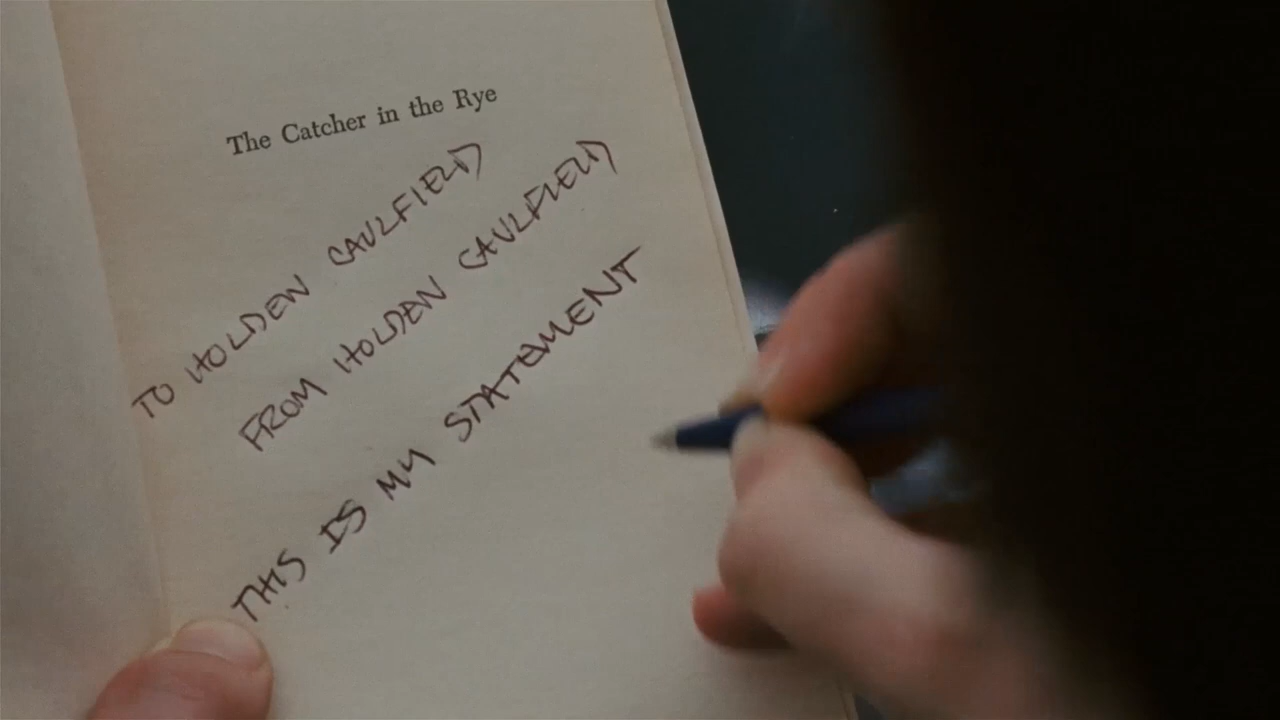 The Catcher in the Rye
TO HOLDEN CAULFIELD
FROM HOLDEN CAULFIELD
THIS IS MY STATEMENT